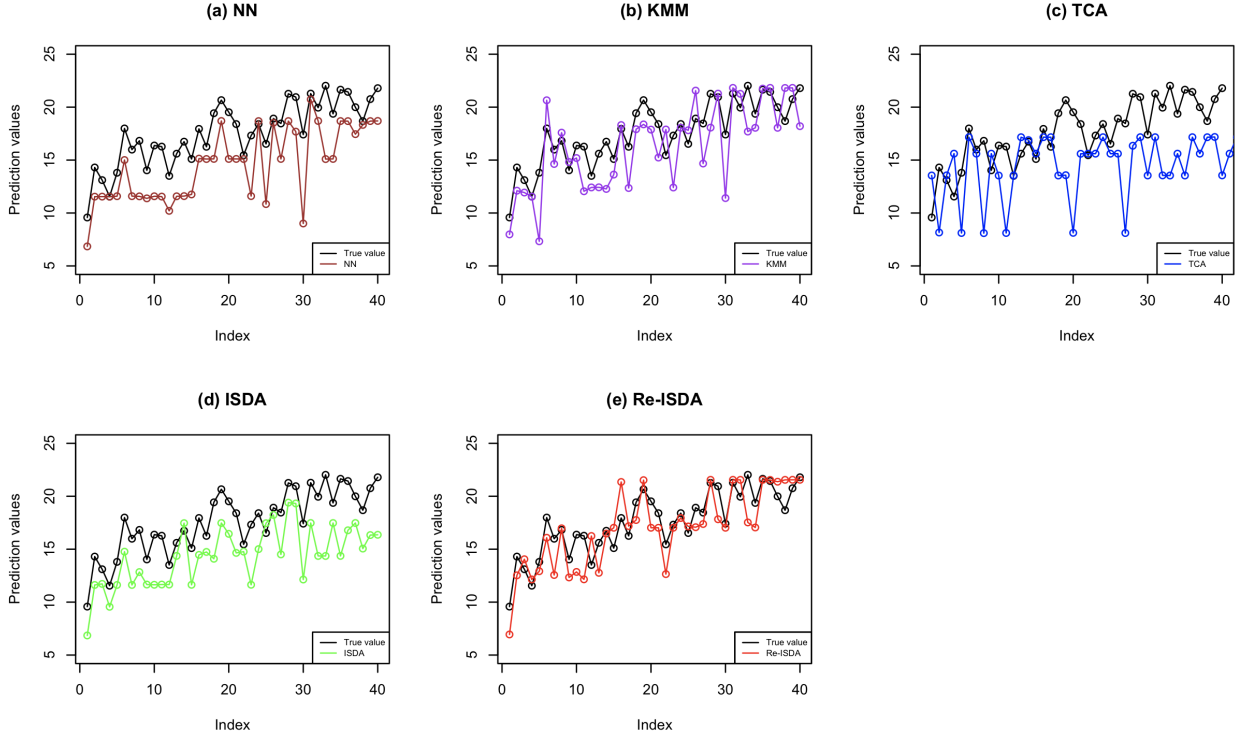 (a) NN
(b) KMM
(c) TCA
Prediction values
25
20
15
10
5
0
10
20
30
40
Index
True value
NN
Prediction values
25
20
15
10
5
0
10
20
30
40
Index
True value
KMM
Prediction values
25
20
15
10
5
0
10
20
30
40
Index
True value
TCA
(d) ISDA
(e) Re-ISDA
Prediction values
25
20
15
10
5
0
10
20
30
40
Index
True value
ISDA
Prediction values
25
20
15
10
5
0
10
20
30
40
Index
True value
Re-ISDA